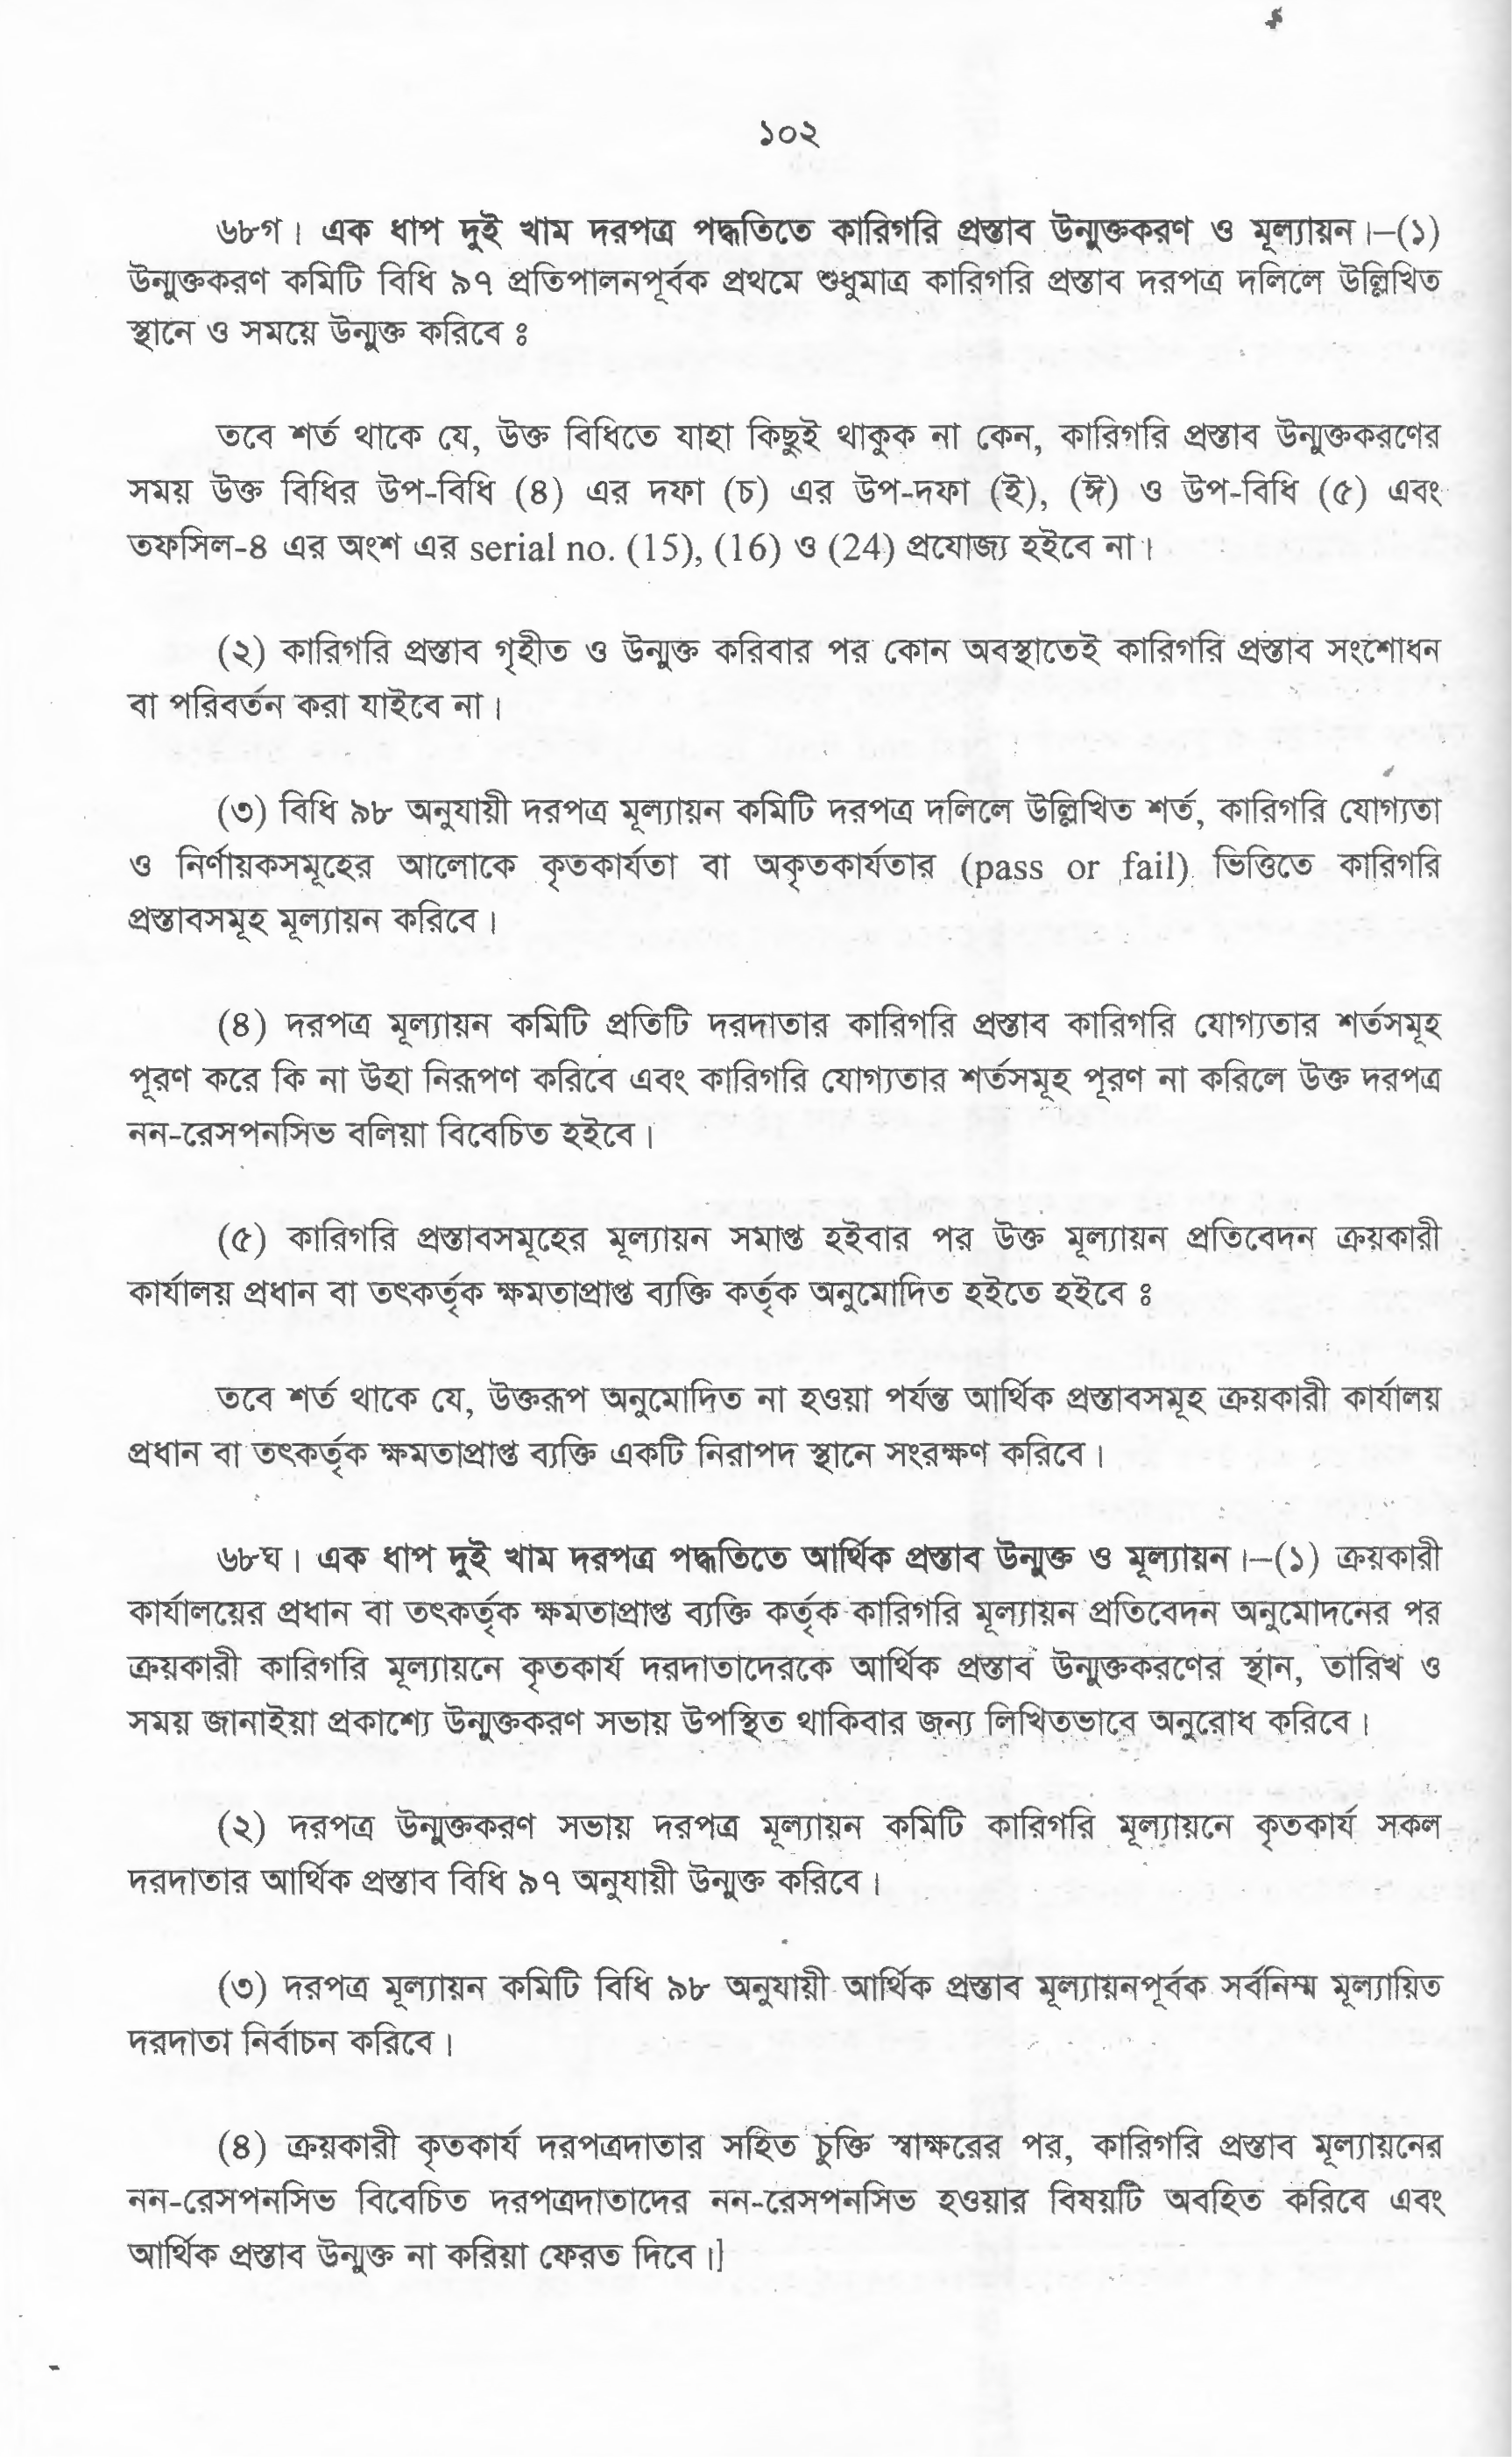 ১০২
৬৮গ। এক ধাপ দুই খাম দরপত্র পদ্ধতিতে কারিগরি প্রস্তাব উন্মুক্তকরণ ও মূল্যায়ন।–(১)
উন্মুক্তকরণ কমিটি বিধি ৯৭ প্রতিপালনপূর্বক প্রথমে শুধুমাত্র কারিগরি প্রস্তাব দরপত্র দলিলে উল্লিখিত
স্থানে ও সময়ে উন্মুক্ত করিবে ঃ
তবে শর্ত থাকে যে, উক্ত বিধিতে যাহা কিছুই থাকুক না কেন, কারিগরি প্রস্তাব উন্মুক্তকরণের
সময় উক্ত বিধির উপ-বিধি (৪) এর দফা (চ) এর উপ-দফা (ই), (ঈ) ও উপ-বিধি (৫) এবং
তফসিল-৪ এর অংশ এর serial no. (15), (16) ও (24) প্রযোজ্য হইবে না।
(২) কারিগরি প্রস্তাব গৃহীত ও উন্মুক্ত করিবার পর কোন অবস্থাতেই কারিগরি প্রস্তাব সংশোধন
বা পরিবর্তন করা যাইবে না।
(৩) বিধি ৯৮ অনুযায়ী দরপত্র মূল্যায়ন কমিটি দরপত্র দলিলে উল্লিখিত শর্ত, কারিগরি যোগ্যতা
ও নির্ণায়কসমূহের আলোকে কৃতকার্যতা বা অকৃতকার্যতার (pass or fail) ভিত্তিতে কারিগরি
প্রস্তাবসমূহ মূল্যায়ন করিবে।
(৪) দরপত্র মূল্যায়ন কমিটি প্রতিটি দরদাতার কারিগরি প্রস্তাব কারিগরি যোগ্যতার শর্তসমূহ
পূরণ করে কি না উহা নিরূপণ করিবে এবং কারিগরি যোগ্যতার শর্তসমূহ পূরণ না করিলে উক্ত দরপত্র
নন-রেসপনসিভ বলিয়া বিবেচিত হইবে।
(৫) কারিগরি প্রস্তাবসমূহের মূল্যায়ন সমাপ্ত হইবার পর উক্ত মূল্যায়ন প্রতিবেদন ক্রয়কারী
কার্যালয় প্রধান বা তৎকর্তৃক ক্ষমতাপ্রাপ্ত ব্যক্তি কর্তৃক অনুমোদিত হইতে হইবে ঃ
তবে শর্ত থাকে যে, উক্তরূপ অনুমোদিত না হওয়া পর্যন্ত আর্থিক প্রস্তাবসমূহ ক্রয়কারী কার্যালয়
প্রধান বা তৎকর্তৃক ক্ষমতাপ্রাপ্ত ব্যক্তি একটি নিরাপদ স্থানে সংরক্ষণ করিবে।
৬৮ঘ। এক ধাপ দুই খাম দরপত্র পদ্ধতিতে আর্থিক প্রস্তাব উন্মুক্ত ও মূল্যায়ন।–(১) ক্রয়কারী
কার্যালয়ের প্রধান বা তৎকর্তৃক ক্ষমতাপ্রাপ্ত ব্যক্তি কর্তৃক কারিগরি মূল্যায়ন প্রতিবেদন অনুমোদনের পর
ক্রয়কারী কারিগরি মূল্যায়নে কৃতকার্য দরদাতাদেরকে আর্থিক প্রস্তাব উন্মুক্তকরণের স্থান, তারিখ ও
সময় জানাইয়া প্রকাশ্যে উন্মুক্তকরণ সভায় উপস্থিত থাকিবার জন্য লিখিতভাবে অনুরোধ করিবে।
(২) দরপত্র উন্মুক্তকরণ সভায় দরপত্র মূল্যায়ন কমিটি কারিগরি মূল্যায়নে কৃতকার্য সকল
দরদাতার আর্থিক প্রস্তাব বিধি ৯৭ অনুযায়ী উন্মুক্ত করিবে।
(৩) দরপত্র মূল্যায়ন কমিটি বিধি ৯৮ অনুযায়ী আর্থিক প্রস্তাব মূল্যায়নপূর্বক সর্বনিম্ম মূল্যায়িত
দরদাতা নির্বাচন করিবে।
(৪) ক্রয়কারী কৃতকার্য দরপত্রদাতার সহিত চুক্তি স্বাক্ষরের পর, কারিগরি প্রস্তাব মূল্যায়নের
নন-রেসপনসিভ বিবেচিত দরপত্রদাতাদের নন-রেসপনসিভ হওয়ার বিষয়টি অবহিত করিবে এবং
আর্থিক প্রস্তাব উন্মুক্ত না করিয়া ফেরত দিবে।]